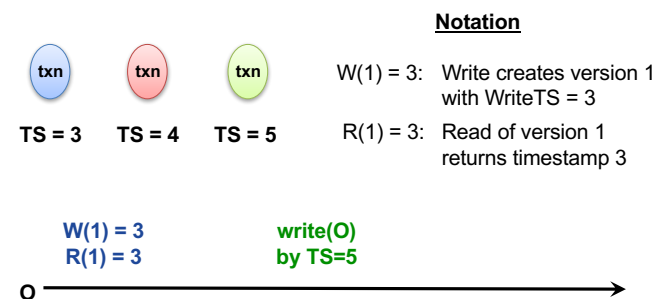 Notation
txn txn txn
W(1) = 3: Write creates version 1
with WriteTS = 3
TS = 3 TS = 4 TS = 5
R(1) = 3: Read of version 1
returns timestamp 3
W(1) = 3 write(O)
R(1) = 3 by TS=5
O